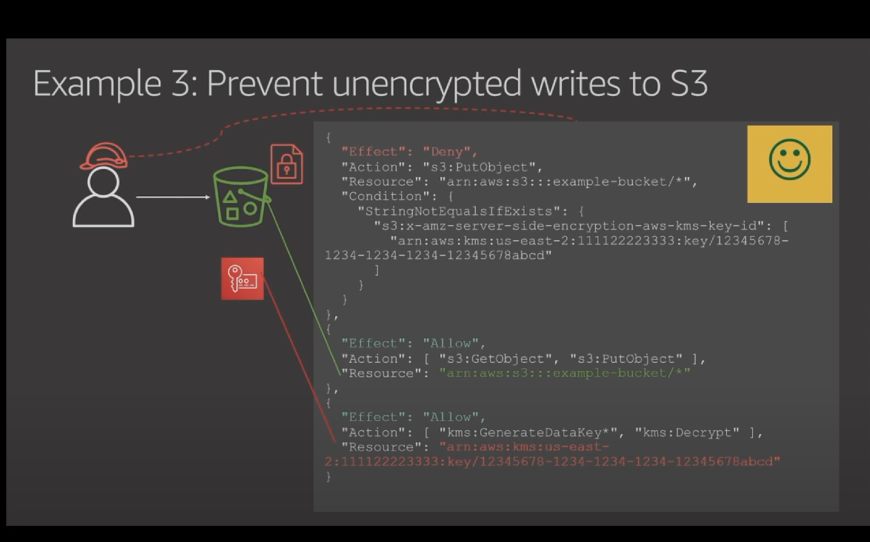 Example 3: Prevent unencrypted writes to S3
{
"Effect": "Deny",
"Action": "s3:PutObject",
"Resource": "arn:aws:s3:::example-bucket/*",
"Condition": {
"StringNotEqualsIfExists": {
"s3:x-amz-server-side-encryption-aws-kms-key-id": [
"arn:aws:kms:us-east-2:111122223333:key/12345678-
1234-1234-1234-12345678abcd"
]
}
}
},
{
"Effect": "Allow",
"Action": [ "s3:GetObject", "s3:PutObject" ],
"Resource": "arn:aws:s3:::example-bucket/*"
},
{
"Effect": "Allow",
"Action": [ "kms:GenerateDataKey*", "kms:Decrypt" ],
"Resource": "arn:aws:kms:us-east-
2:111122223333:key/12345678-1234-1234-1234-12345678abcd"
}